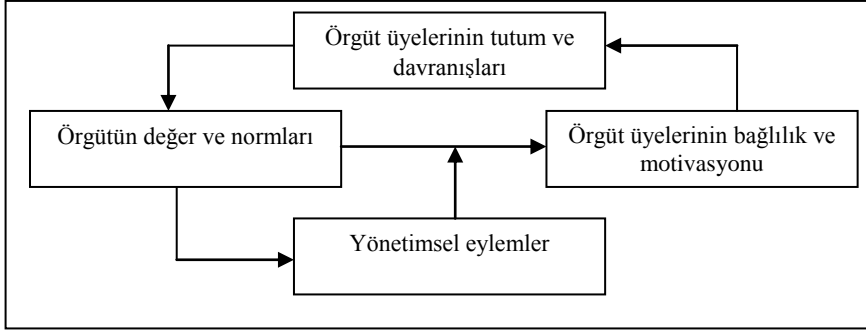 Örgüt üyelerinin tutum ve
davranışları
Örgütün değer ve normları
Örgüt üyelerinin bağlılık ve
motivasyonu
Yönetimsel eylemler